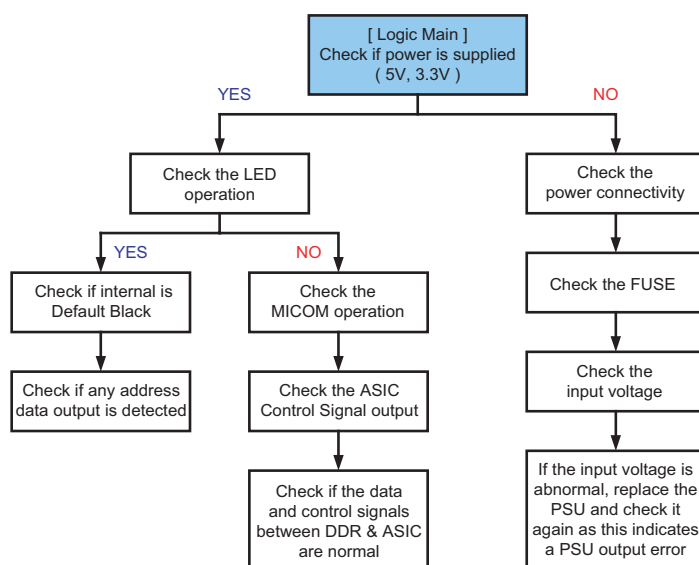 [ Logic Main ]
Check if power is supplied
( 5V, 3.3V )
YES
NO
Check the LED
operation
Check the
power connectivity
YES
NO
Check if internal is
Default Black
Check the
MICOM operation
Check the FUSE
Check if any address
data output is detected
Check the ASIC
Control Signal output
Check the
input voltage
Check if the data
and control signals
between DDR & ASIC
are normal
If the input voltage is
abnormal, replace the
PSU and check it
again as this indicates
a PSU output error